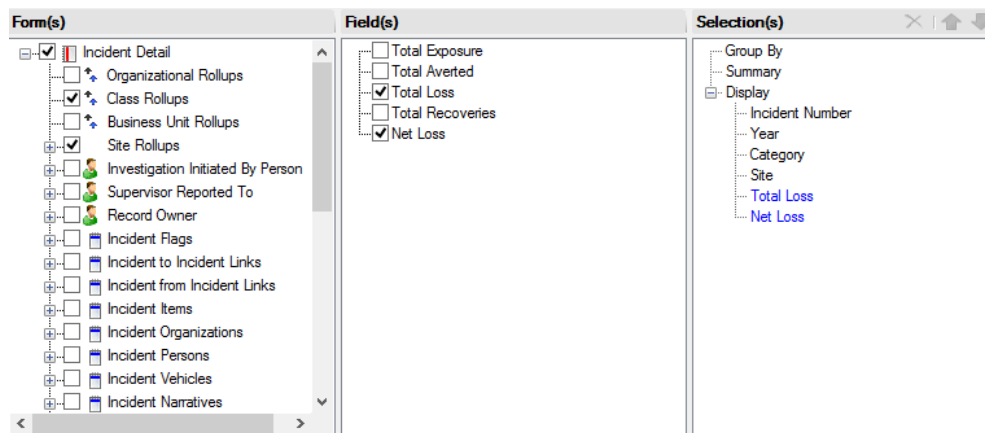 Form(s)
Incident Detail
Organizational Rollups
Class Rollups
Business Unit Rollups
Site Rollups
Investigation Initiated By Person
Supervisor Reported To
Record Owner
Incident Flags
Incident to Incident Links
Incident from Incident Links
Incident Items
Incident Organizations
Incident Persons
Incident Vehicles
Incident Narratives
Field(s)
Total Exposure
Total Averted
Total Loss
Total Recoveries
Net Loss
Selection(s)
Group By
Summary
Display
Incident Number
Year
Category
Site
Total Loss
Net Loss